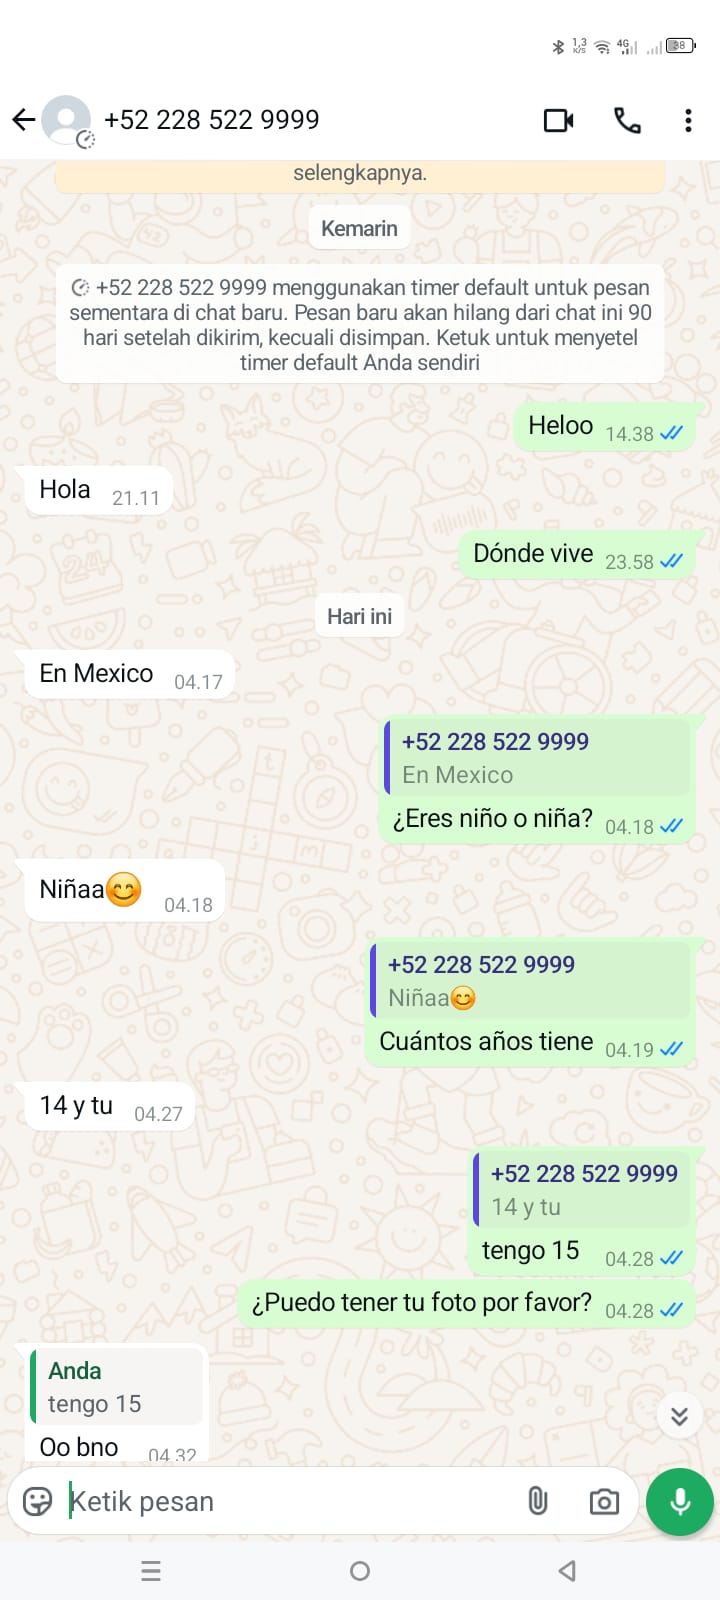 1,3
K/S
4G
38
+52 228 522 9999
selengkapnya.
Kemarin
+52 228 522 9999 menggunakan timer default untuk pesan
sementara di chat baru. Pesan baru akan hilang dari chat ini 90
hari setelah dikirim, kecuali disimpan. Ketuk untuk menyetel
timer default Anda sendiri
Heloo 14.38
Hola 21.11
Dónde vive 23.58
Hari ini
En Mexico 04.17
+52 228 522 9999
En Mexico
¿Eres niño o niña? 04.18
Niñaa😊 04.18
+52 228 522 9999
Niñaa😊
Cuántos años tiene 04.19
14 y tu 04.27
+52 228 522 9999
14 y tu
tengo 15 04.28
¿Puedo tener tu foto por favor? 04.28
Anda
tengo 15
Oo bno 04.32
Ketik pesan